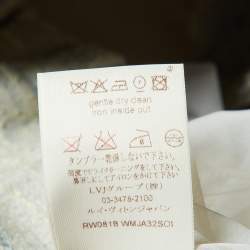 gentle dry clean
iron inside out
タンブラー乾燥しないで下さい。
LVJグループ(株)
03-3478-2100
ルイ・ヴィトンジャパン
RW081B WMJA32SO1